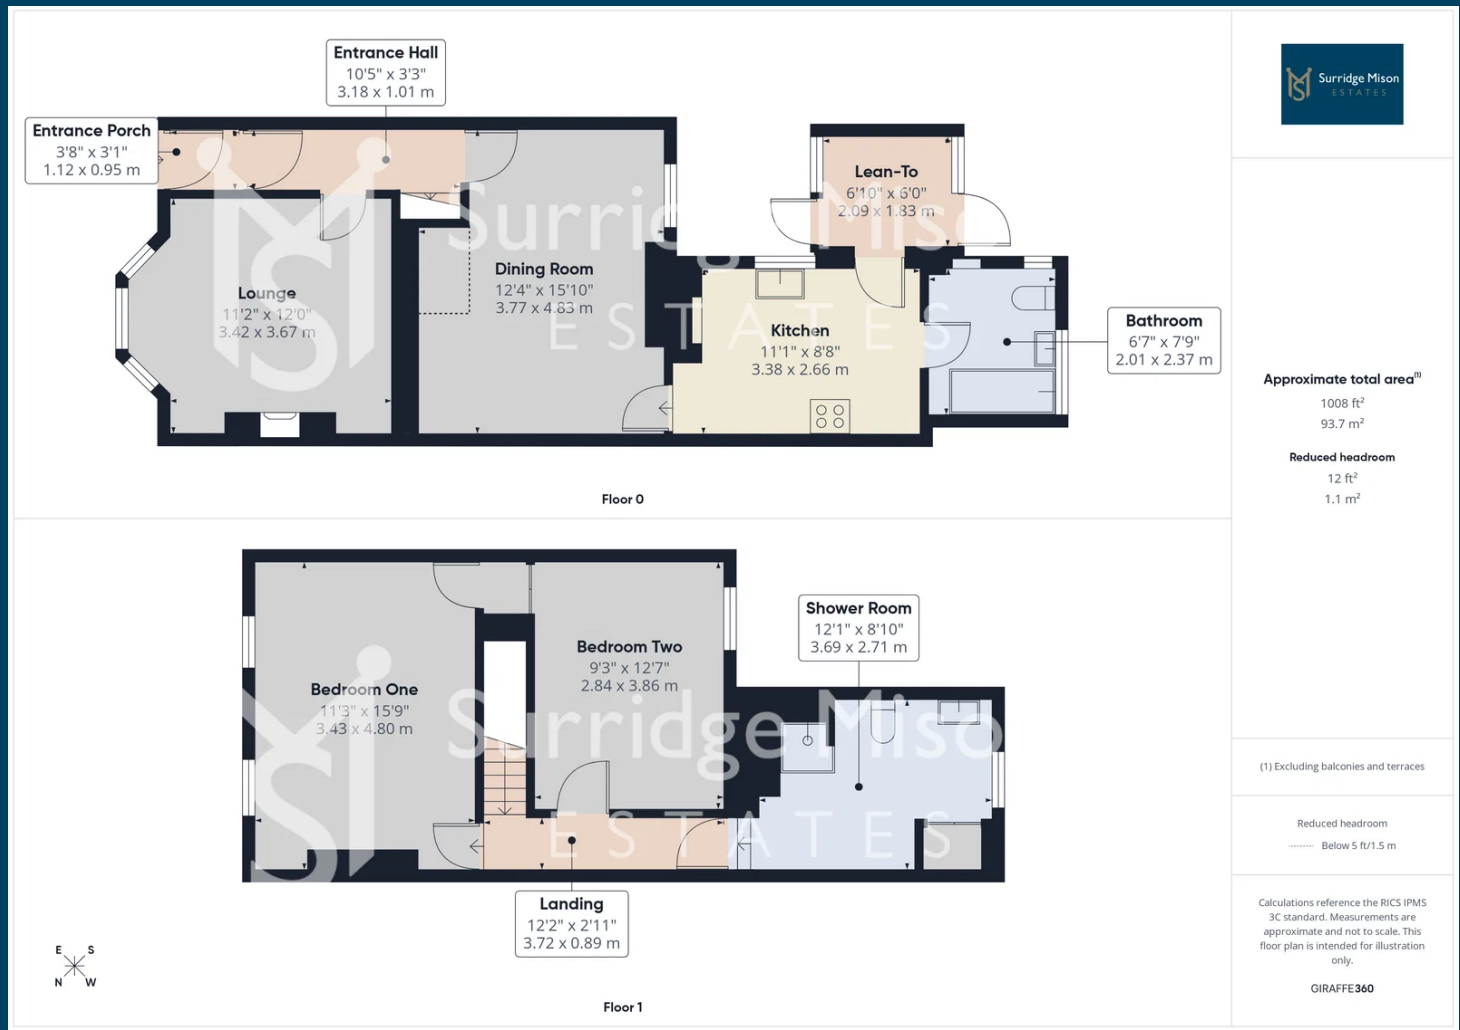 Entrance Hall
10'5" x 3'3"
3.18 x 1.01 m
Entrance Porch
3'8" x 3'1"
1.12 x 0.95 m
Lean-To
6'10" x 6'0"
2.09 x 1.83 m
Dining Room
12'4" x 15'10"
3.77 x 4.83 m
Lounge
11'2" x 12'0"
3.42 x 3.67 m
Kitchen
11'1" x 8'8"
3.38 x 2.66 m
Bathroom
6'7" x 7'9"
2.01 x 2.37 m
Surridge Miso
ESTATES
Floor 0
Shower Room
12'1" x 8'10"
3.69 x 2.71 m
Bedroom Two
9'3" x 12'7"
2.84 x 3.86 m
Bedroom One
11'3" x 15'9"
3.43 x 4.80 m
Surridge Miso
ESTATES
Landing
12'2" x 2'11"
3.72 x 0.89 m
E S
N W
Floor 1
Surridge Mison
ESTATES
Approximate total area(1)
1008 ft²
93.7 m²
Reduced headroom
12 ft²
1.1 m²
(1) Excluding balconies and terraces
Reduced headroom
Below 5 ft/1.5 m
Calculations reference the RICS IPMS
3C standard. Measurements are
approximate and not to scale. This
floor plan is intended for illustration
only.
GIRAFFE360